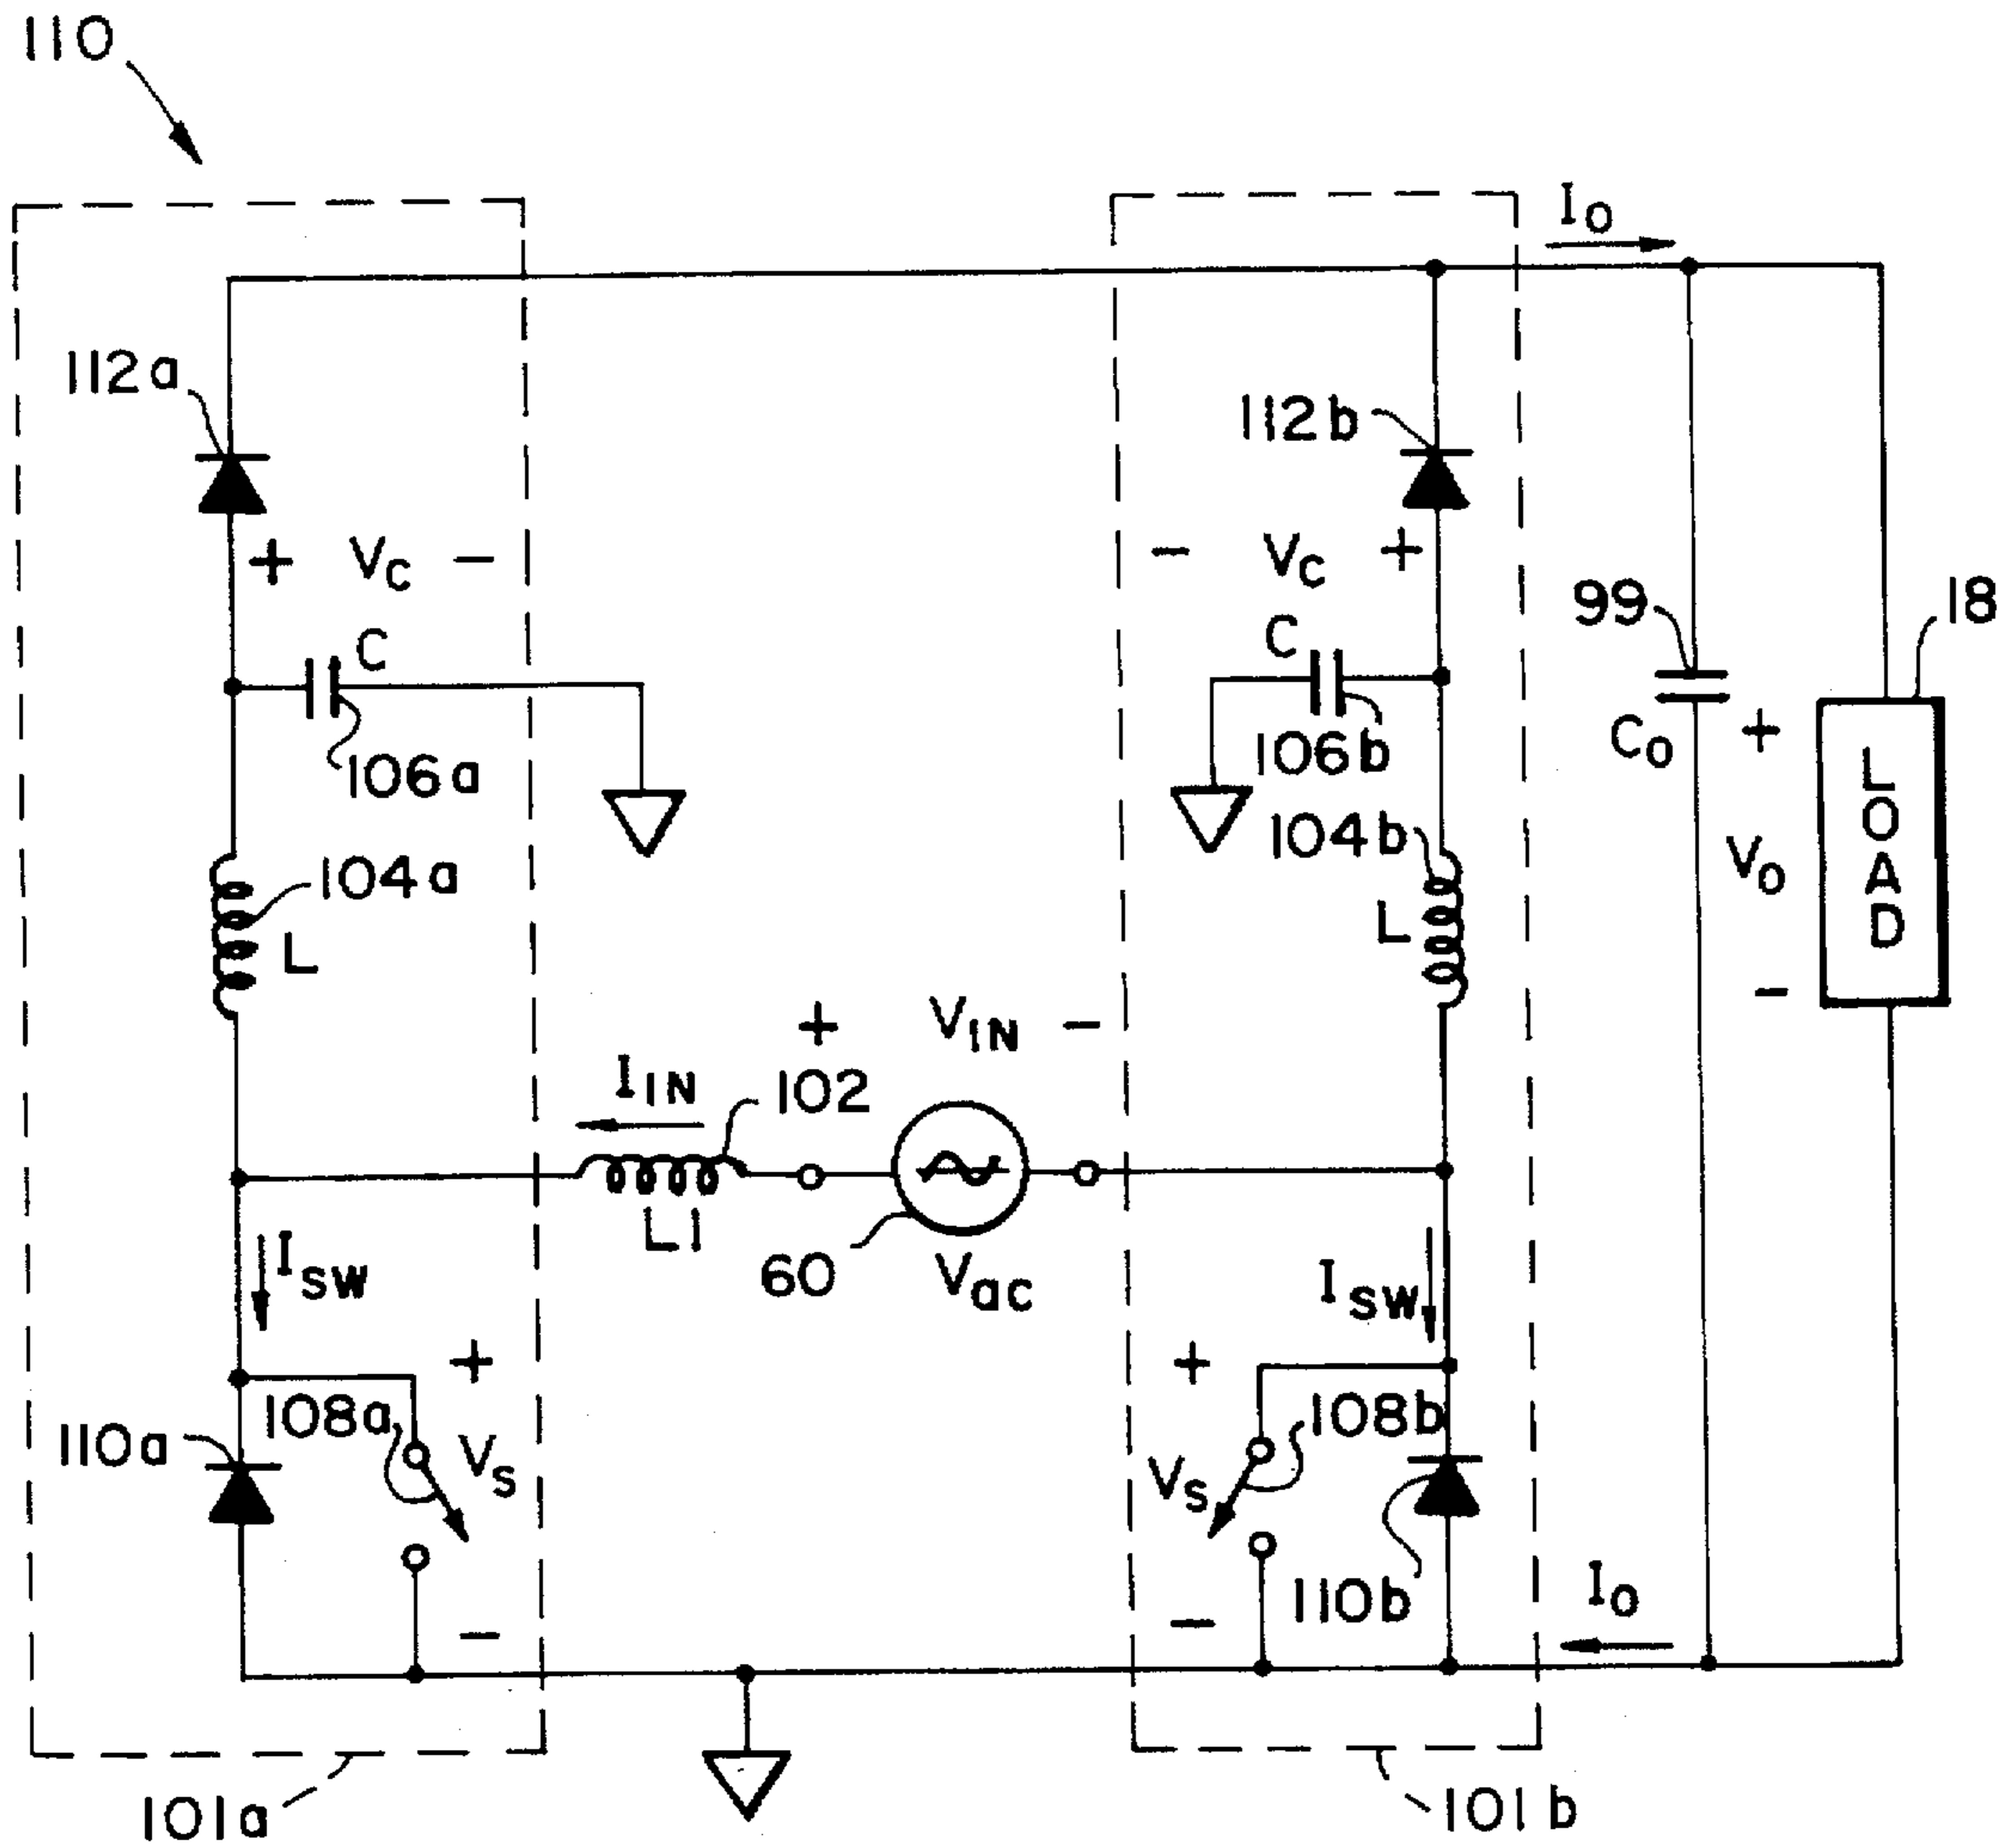 110
I₀
112a
112b
+ Vc −
− Vc +
99
18
C
C
106a
106b
C₀
+
LOAD
104a
104b
V₀
L
L
−
+ VIN −
IIN
102
L1
60
Vac
ISW
ISW
+
+
108a
108b
110a
Vs
Vs
110b
I₀
−
−
101a
101b